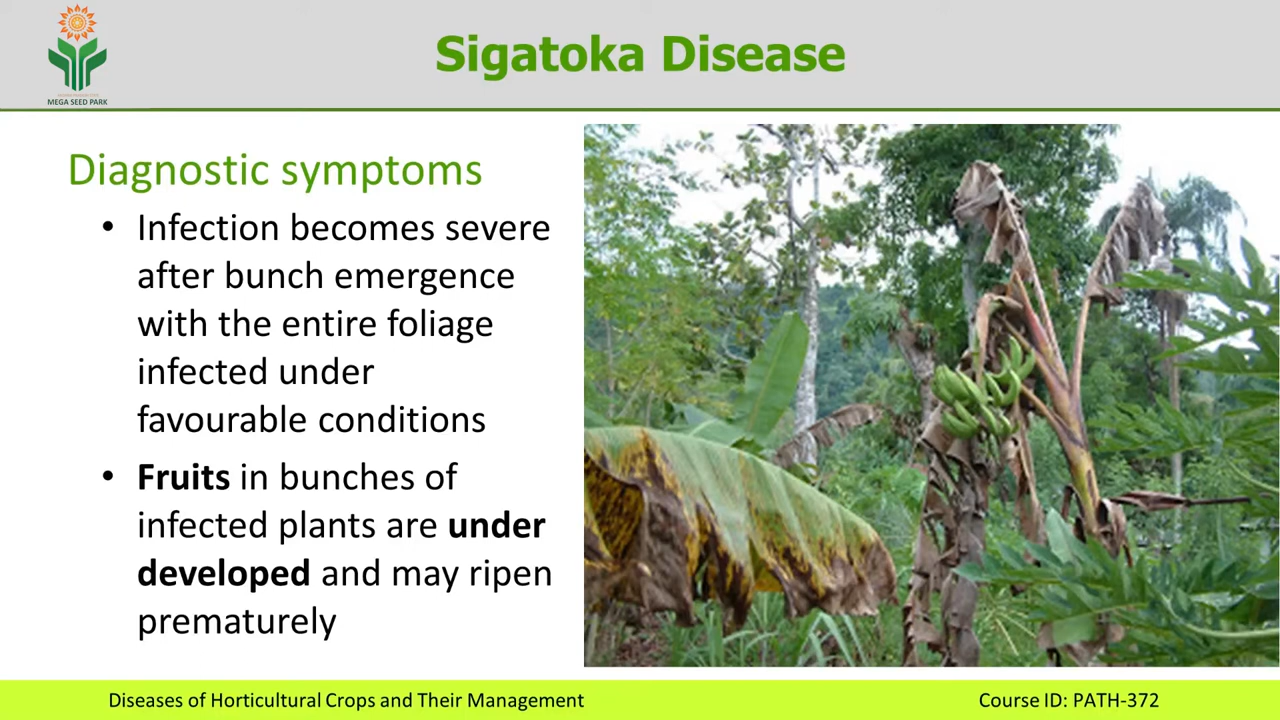 Sigatoka Disease
MEGA SEED PARK
Diagnostic symptoms
• Infection becomes severe
after bunch emergence
with the entire foliage
infected under
favourable conditions
• Fruits in bunches of
infected plants are under
developed and may ripen
prematurely
Diseases of Horticultural Crops and Their Management
Course ID: PATH-372